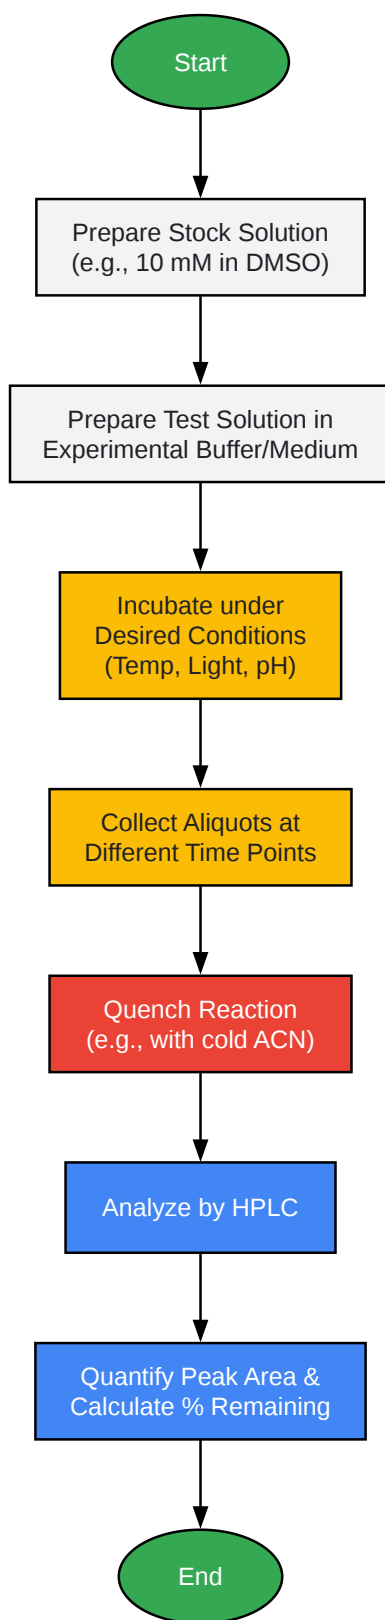 Start
Prepare Stock Solution
(e.g., 10 mM in DMSO)
Prepare Test Solution in
Experimental Buffer/Medium
Incubate under
Desired Conditions
(Temp, Light, pH)
Collect Aliquots at
Different Time Points
Quench Reaction
(e.g., with cold ACN)
Analyze by HPLC
Quantify Peak Area &
Calculate % Remaining
End